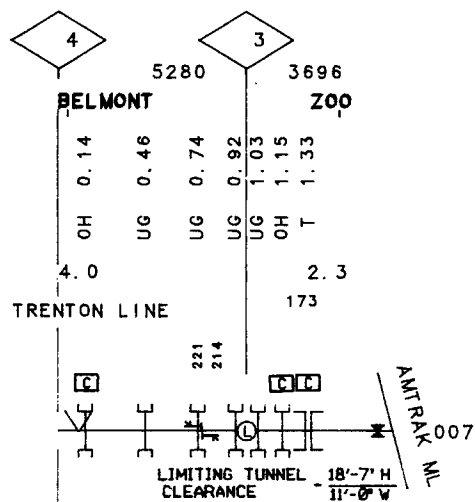 4 3
5280 3696
BELMONT ZOO
OH 0.14
UG 0.46
UG 0.74
UG 0.92
UG 1.03
OH 1.15
T 1.33
4.0 2.3
TRENTON LINE 173
221
214
C C C
AMTRAK ML
L
007
LIMITING TUNNEL CLEARANCE 18'-7" H
11'-0" W